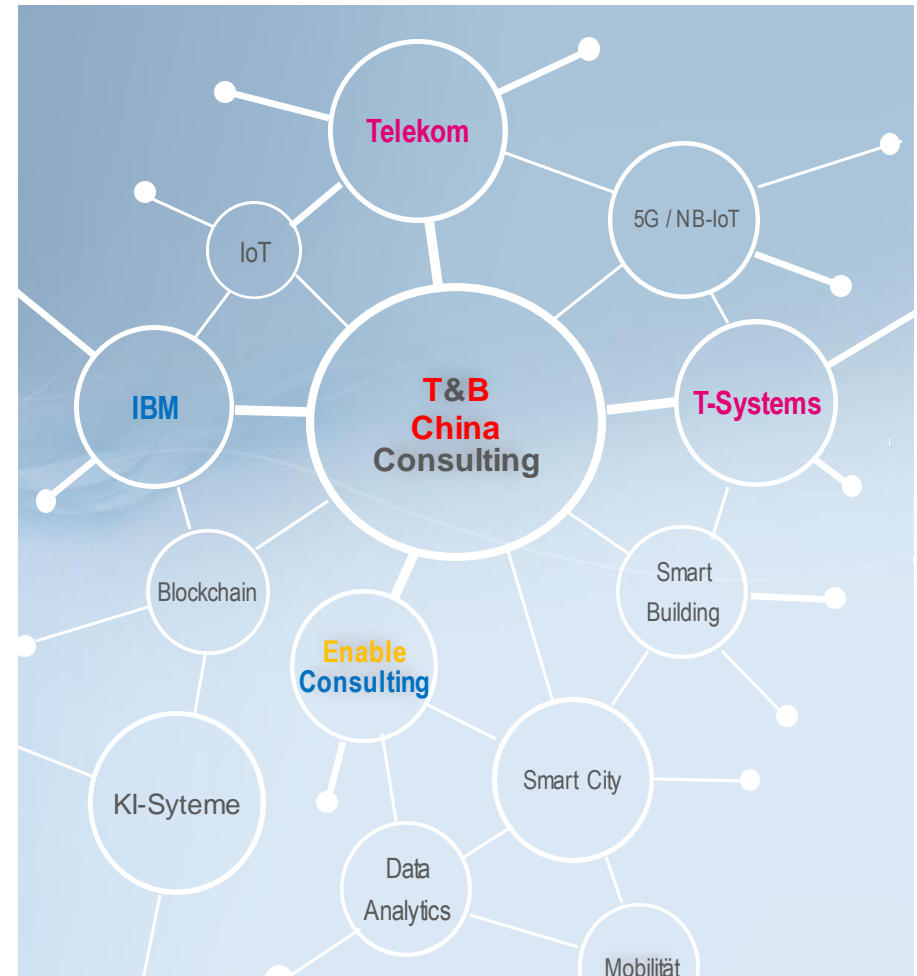 Telekom
5G / NB-IoT
IoT
T&B
China
Consulting
IBM
T-Systems
Blockchain
Smart
Building
Enable
Consulting
KI-Syteme
Smart City
Data
Analytics
Mobilität